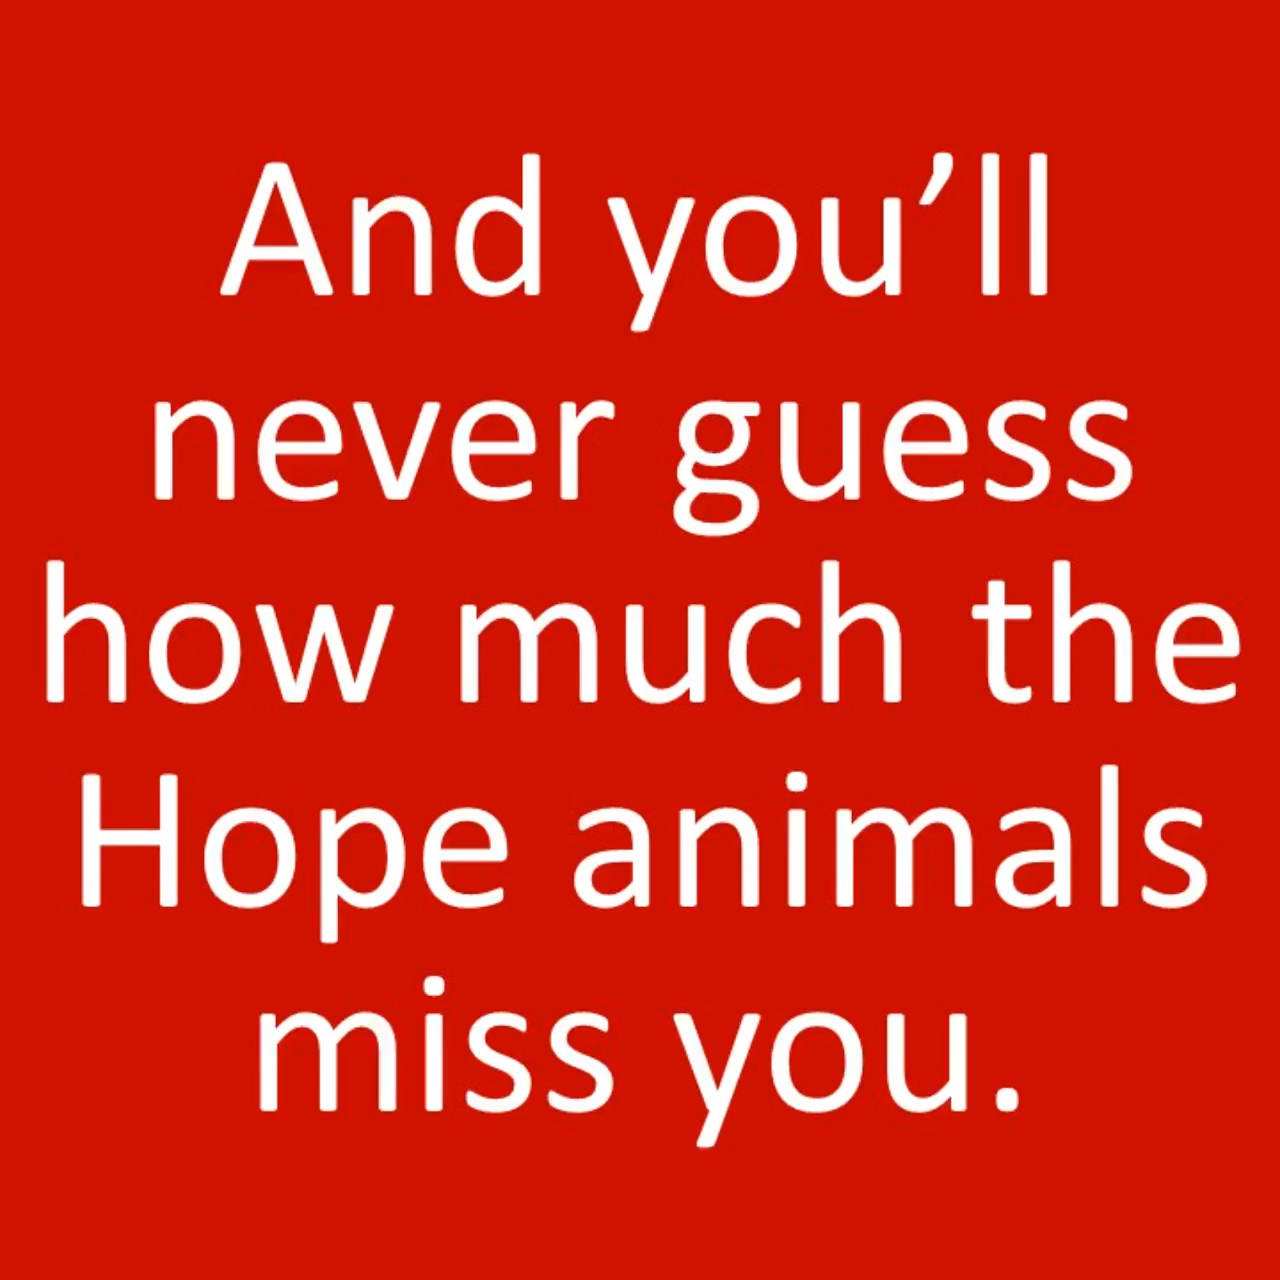 And you’ll
never guess
how much the
Hope animals
miss you.